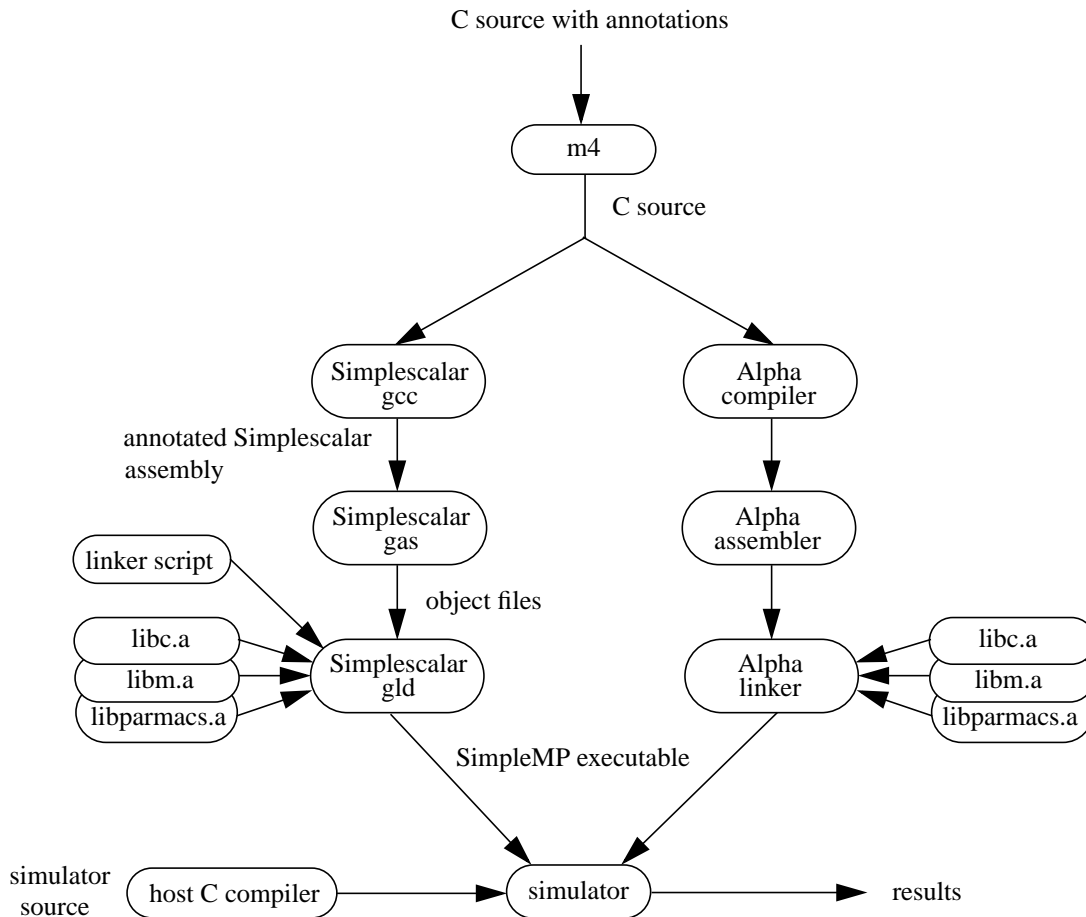 C source with annotations
m4
C source
Simplescalar
gcc
Alpha
compiler
annotated Simplescalar
assembly
Simplescalar
gas
Alpha
assembler
linker script
object files
libc.a
libm.a
libparmacs.a
Simplescalar
gld
Alpha
linker
libc.a
libm.a
libparmacs.a
SimpleMP executable
simulator
source
host C compiler
simulator
results